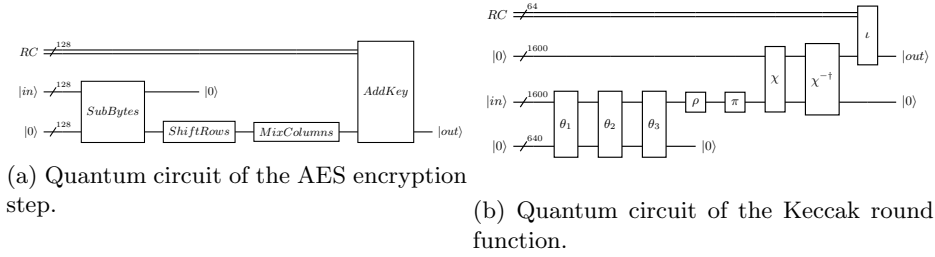 RC 128 AddKey
|in⟩ 128 SubBytes |0⟩
|0⟩ 128 ShiftRows MixColumns |out⟩
(a) Quantum circuit of the AES encryption
step.
RC 64 ι
|0⟩ 1600 χ χ^{-†} |out⟩
|in⟩ 1600 θ1 θ2 θ3 ρ π |0⟩
|0⟩ 640 |0⟩
(b) Quantum circuit of the Keccak round
function.